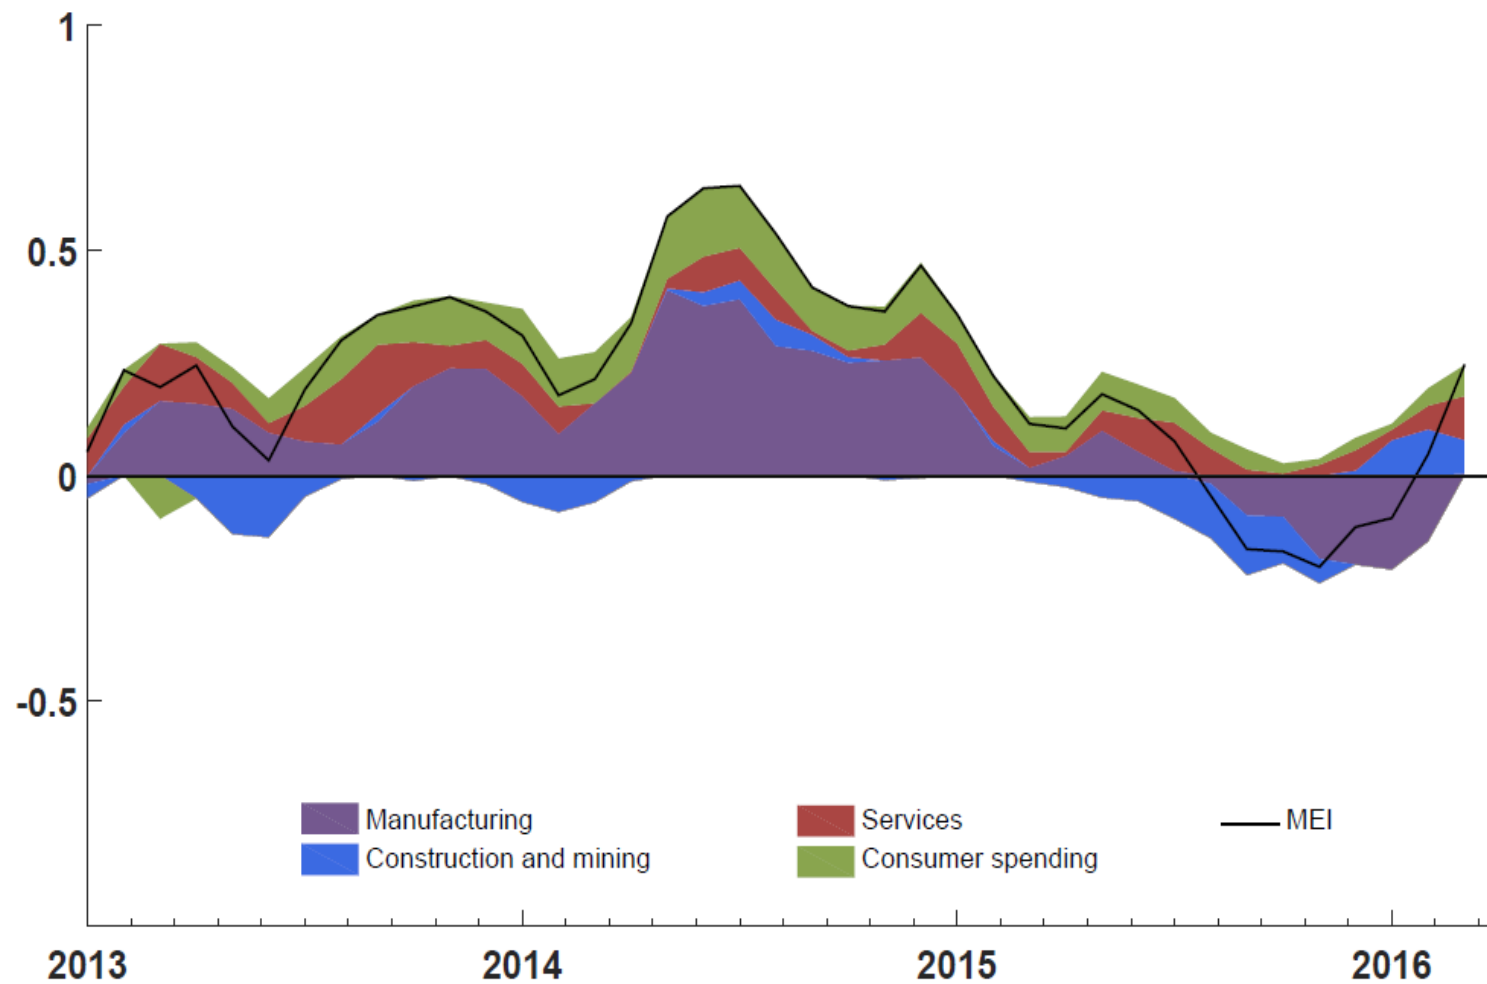 1
0.5
0
-0.5
Manufacturing
Services
MEI
Construction and mining
Consumer spending
2013
2014
2015
2016